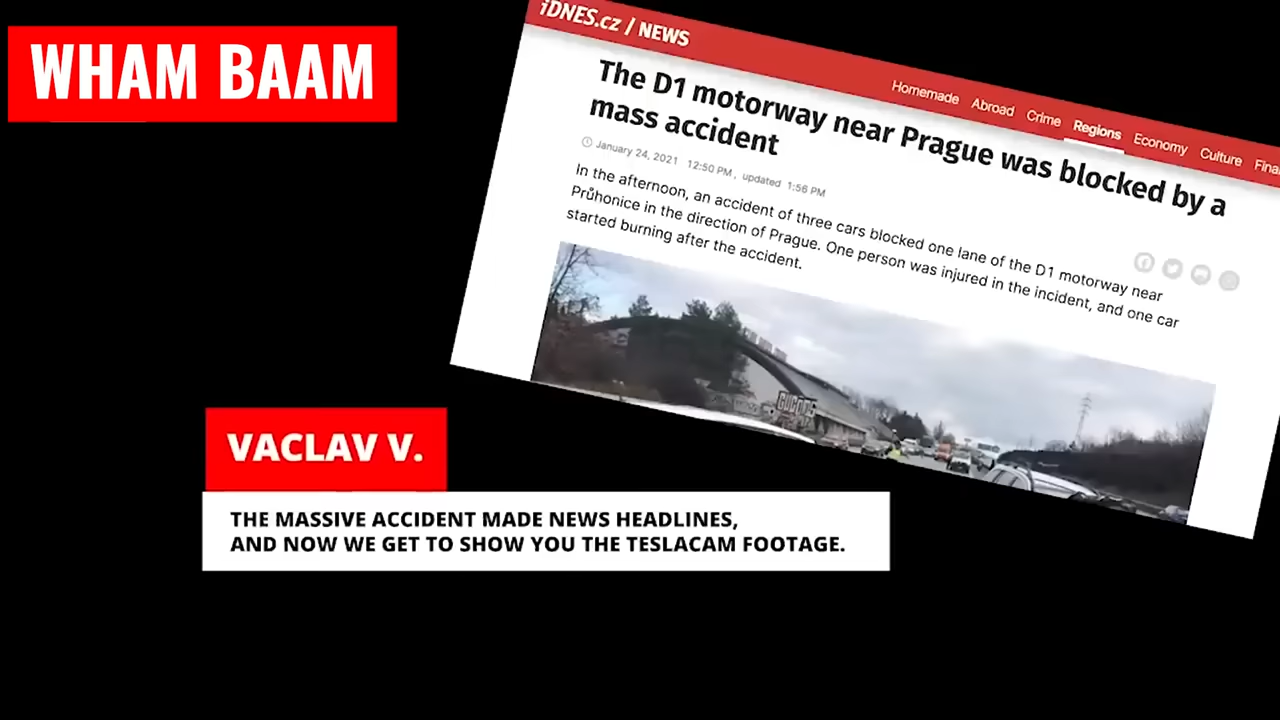 WHAM BAAM
iDNES.cz / NEWS
Homemade Abroad Crime Regions Economy Culture
The D1 motorway near Prague was blocked by a
mass accident
January 24, 2021 12:50 PM, updated 1:56 PM
In the afternoon, an accident of three cars blocked one lane of the D1 motorway near
Průhonice in the direction of Prague. One person was injured in the incident, and one car
started burning after the accident.
VACLAV V.
THE MASSIVE ACCIDENT MADE NEWS HEADLINES,
AND NOW WE GET TO SHOW YOU THE TESLACAM FOOTAGE.